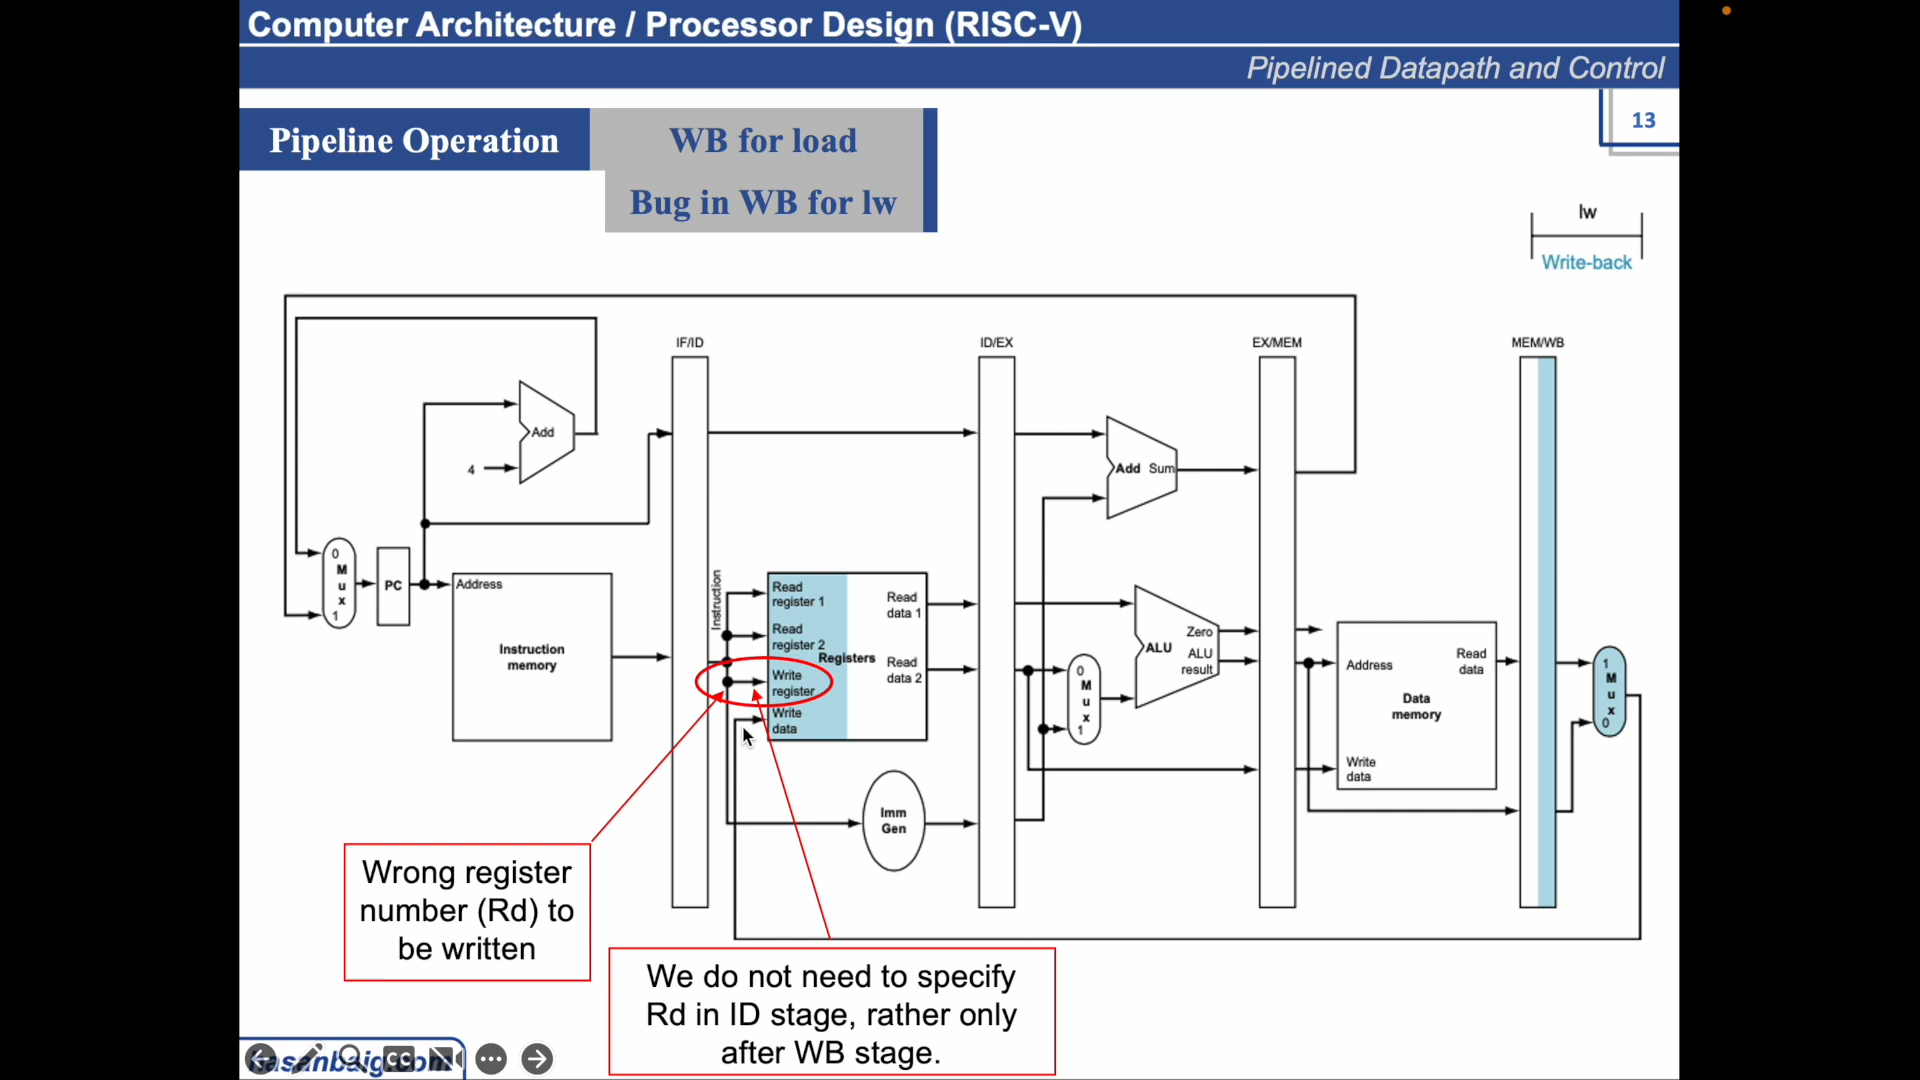 Computer Architecture / Processor Design (RISC-V)
Pipelined Datapath and Control
13
Pipeline Operation
WB for load
Bug in WB for lw
lw
Write-back
IF/ID
ID/EX
EX/MEM
MEM/WB
Add
4
Add Sum
0
M
u
x
1
PC
Address
Instruction
memory
Instruction
Read
register 1
Read
register 2
Write
register
Write
data
Registers
Read
data 1
Read
data 2
Imm
Gen
0
M
u
x
1
ALU
Zero
ALU
result
Address
Read
data
Data
memory
Write
data
1
M
u
x
0
Wrong register
number (Rd) to
be written
We do not need to specify
Rd in ID stage, rather only
after WB stage.
hasanbaig.com
CC